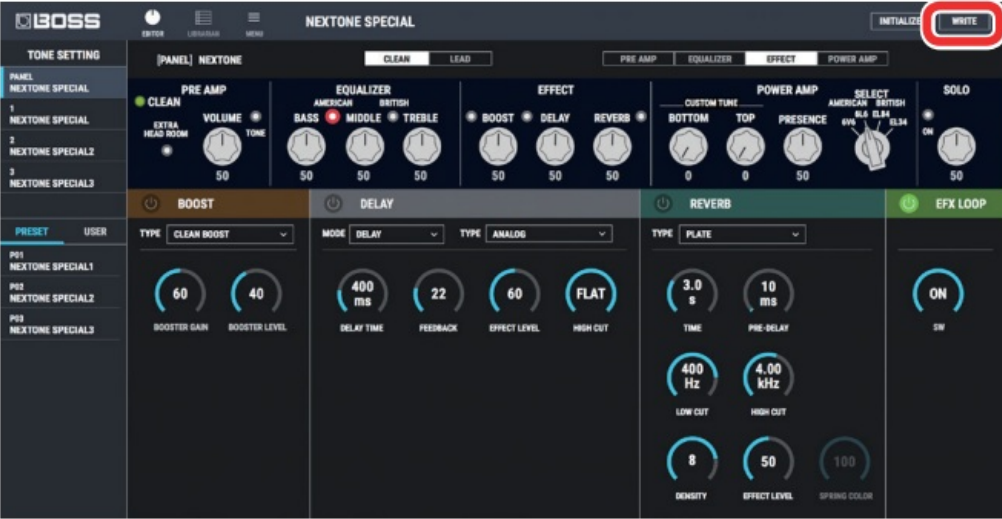 BOSS
EDITOR
LIBRARIAN
MENU
NEXTONE SPECIAL
INITIALIZE
WRITE
TONE SETTING
PANEL
NEXTONE SPECIAL
1
NEXTONE SPECIAL
2
NEXTONE SPECIAL2
3
NEXTONE SPECIAL3
PRESET USER
P01
NEXTONE SPECIAL1
P02
NEXTONE SPECIAL2
P03
NEXTONE SPECIAL3
[PANEL] NEXTONE
CLEAN LEAD
PRE AMP EQUALIZER EFFECT POWER AMP
PRE AMP
CLEAN
EXTRA
HEAD ROOM
VOLUME
TONE
50
EQUALIZER
AMERICAN BRITISH
BASS MIDDLE TREBLE
50 50 50
EFFECT
BOOST DELAY REVERB
50 50 50
POWER AMP
CUSTOM TUNE
BOTTOM TOP PRESENCE
0 0 50
SELECT
AMERICAN BRITISH
6V6 6L6 EL84 EL34
SOLO
ON
50
BOOST
TYPE CLEAN BOOST
60
BOOSTER GAIN
40
BOOSTER LEVEL
DELAY
MODE DELAY
TYPE ANALOG
400
ms
DELAY TIME
22
FEEDBACK
60
EFFECT LEVEL
FLAT
HIGH CUT
REVERB
TYPE PLATE
3.0
s
TIME
10
ms
PRE-DELAY
400
Hz
LOW CUT
4.00
kHz
HIGH CUT
8
DENSITY
50
EFFECT LEVEL
100
SPRING COLOR
EFX LOOP
ON
SW